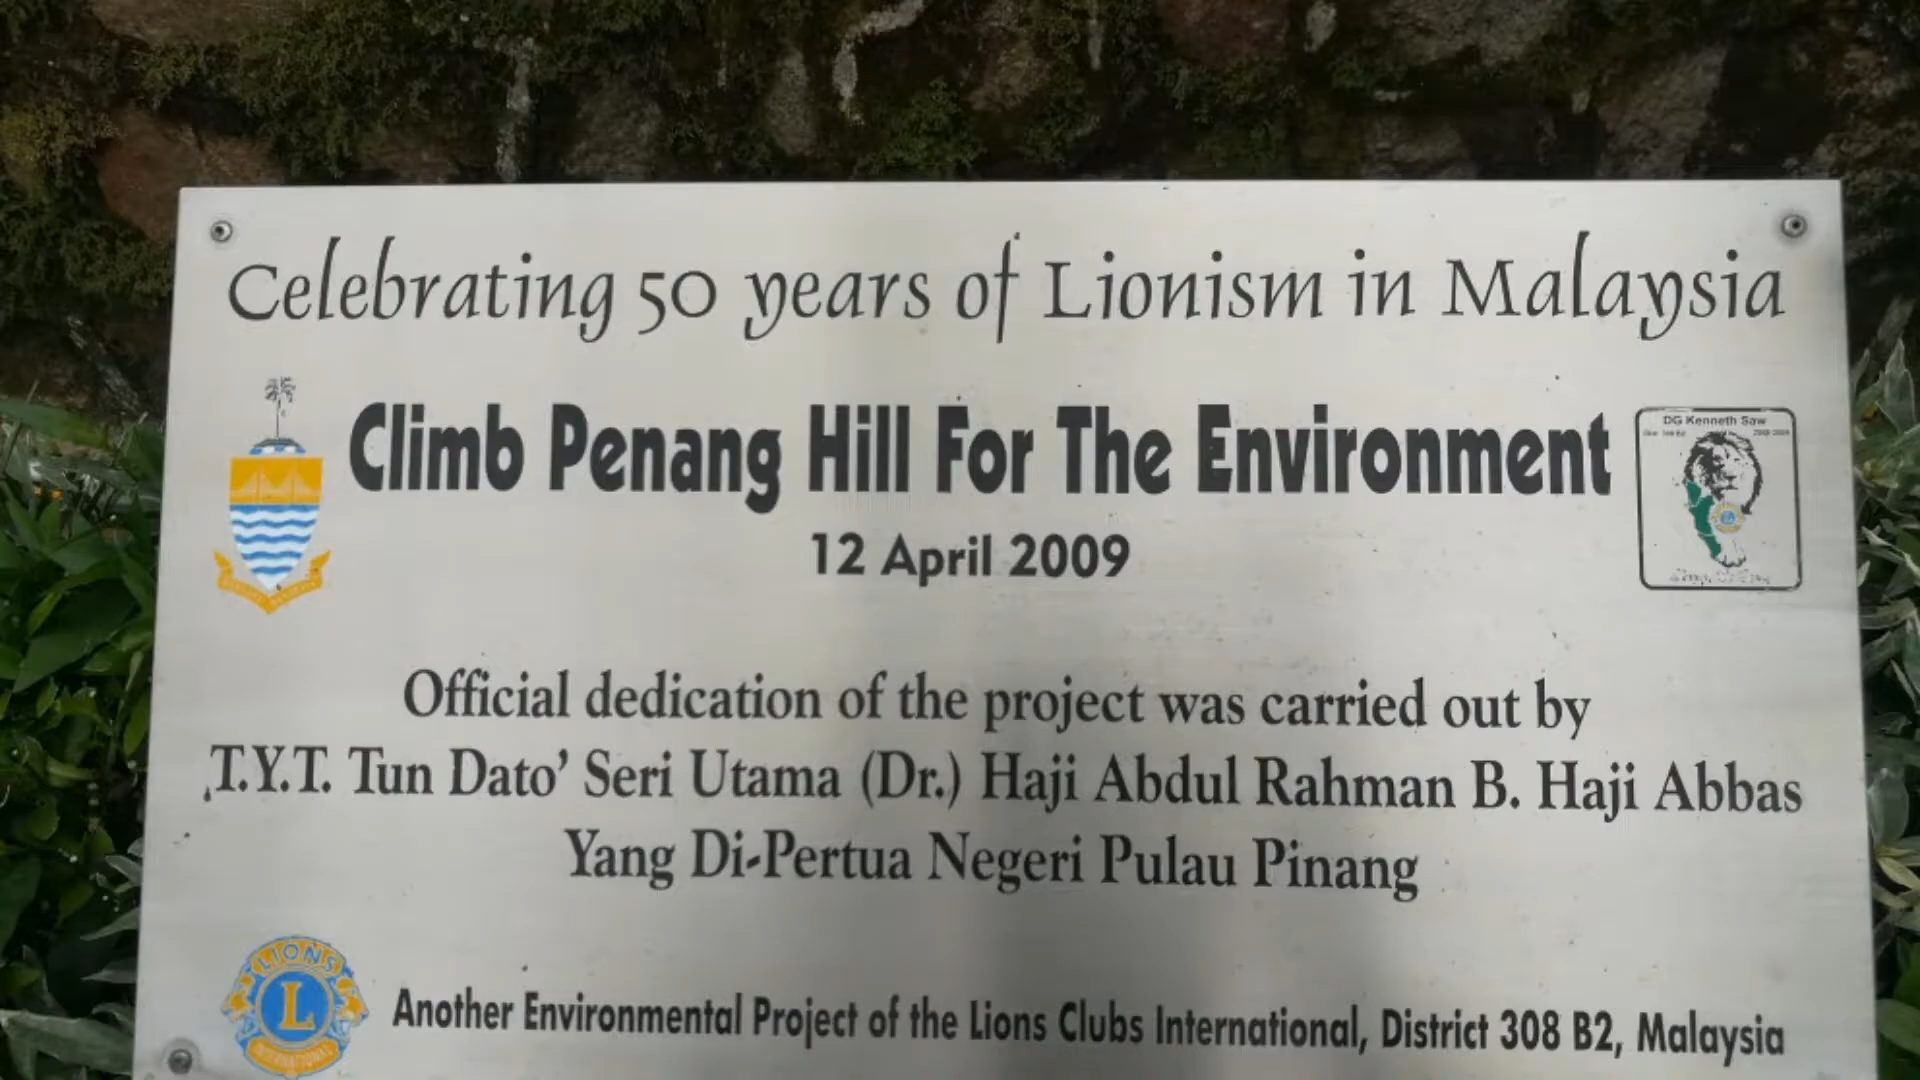 Celebrating 50 years of Lionism in Malaysia
Climb Penang Hill For The Environment
12 April 2009
DG Kenneth Saw
Official dedication of the project was carried out by
T.Y.T. Tun Dato' Seri Utama (Dr.) Haji Abdul Rahman B. Haji Abbas
Yang Di-Pertua Negeri Pulau Pinang
LIONS
L
INTERNATIONAL
Another Environmental Project of the Lions Clubs International, District 308 B2, Malaysia